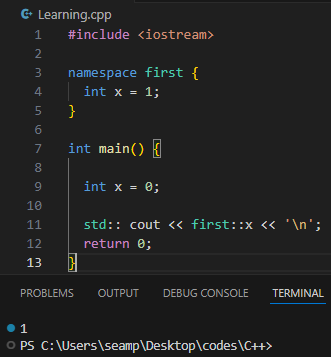 Learning.cpp
1 #include <iostream>
2
3 namespace first {
4   int x = 1;
5 }
6
7 int main() {
8
9   int x = 0;
10
11   std:: cout << first::x << '\n';
12   return 0;
13 }
PROBLEMS OUTPUT DEBUG CONSOLE TERMINAL
1
PS C:\Users\seamp\Desktop\codes\C++>